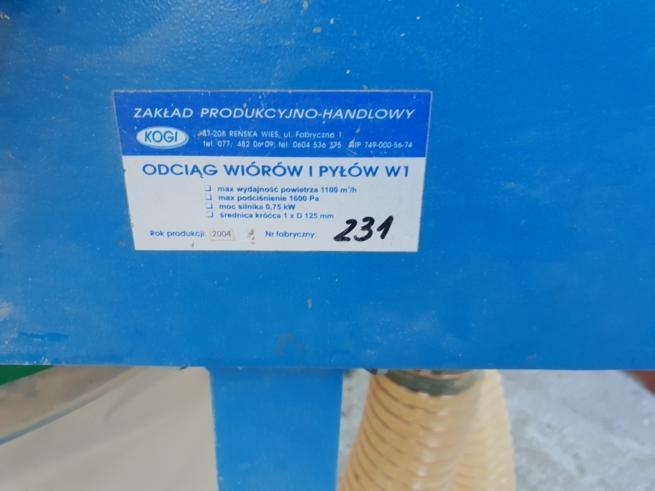 ZAKŁAD PRODUKCYJNO-HANDLOWY
KOGI 47-208 REŃSKA WIEŚ, ul. Fabryczna 1
tel. 077/ 482 06 09; tel. 0604 536 375 NIP 749-000-56-74
ODCIĄG WIÓRÓW I PYŁÓW W1
max wydajność powietrza 1100 m³/h
max podciśnienie 1600 Pa
moc silnika 0,75 kW
średnica króćca 1 x D 125 mm
Rok produkcji: 2004 Nr fabryczny: 231